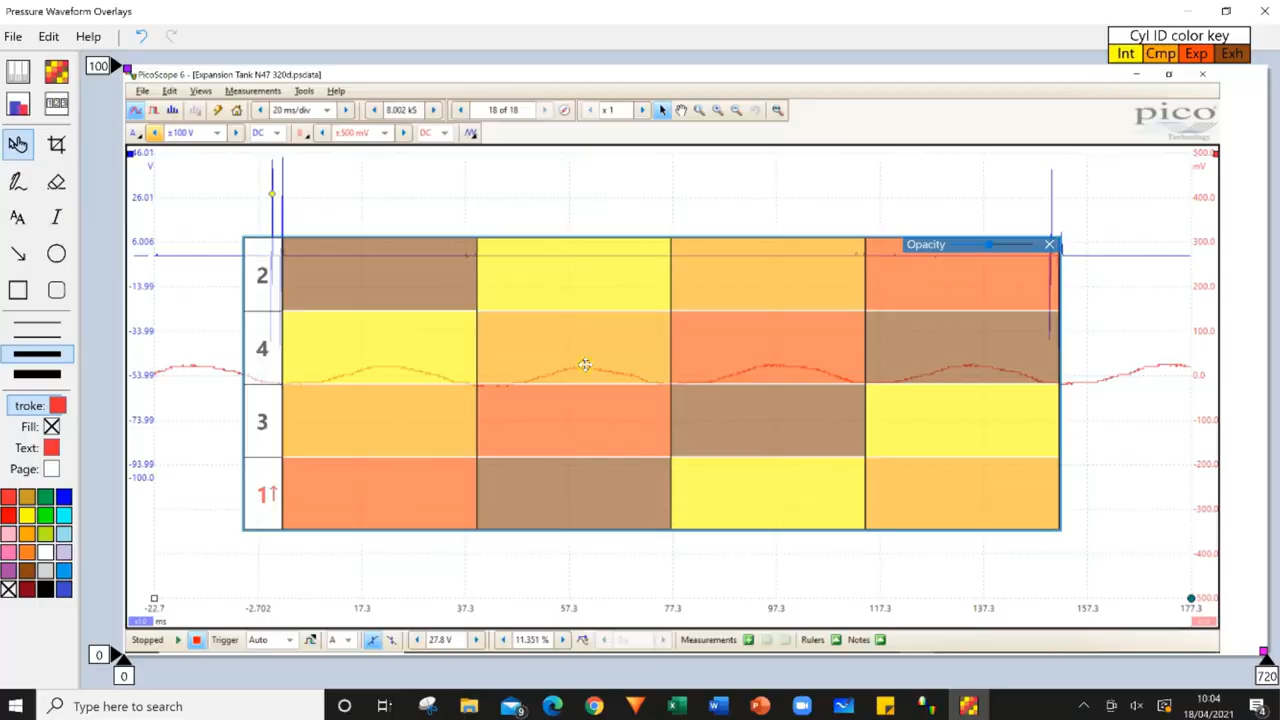 Pressure Waveform Overlays
File Edit Help
Cyl ID color key
Int Cmp Exp Exh
100
PicoScope 6 - [Expansion Tank N47 320d.psdata]
File Edit Views Measurements Tools Help
20 ms/div 8.002 kS 18 of 18 x 1
pico
Technology
A ±100 V DC B ±500 mV DC
46.01 500.0
V mV
26.01 400.0
6.006 300.0
Opacity
-13.99 200.0
2
-33.99 100.0
4
-53.99 0.0
-73.99 -100.0
3
-93.99 -200.0
-100.0
1↑
-300.0
-400.0
-500.0
-22.7 -2.702 17.3 37.3 57.3 77.3 97.3 117.3 137.3 157.3 177.3
x1.0 ms
Stopped Trigger Auto A 27.8 V 11.351 % Measurements Rulers Notes
troke:
Fill:
Text:
Page:
0
0
720
Type here to search
10:04
18/04/2021